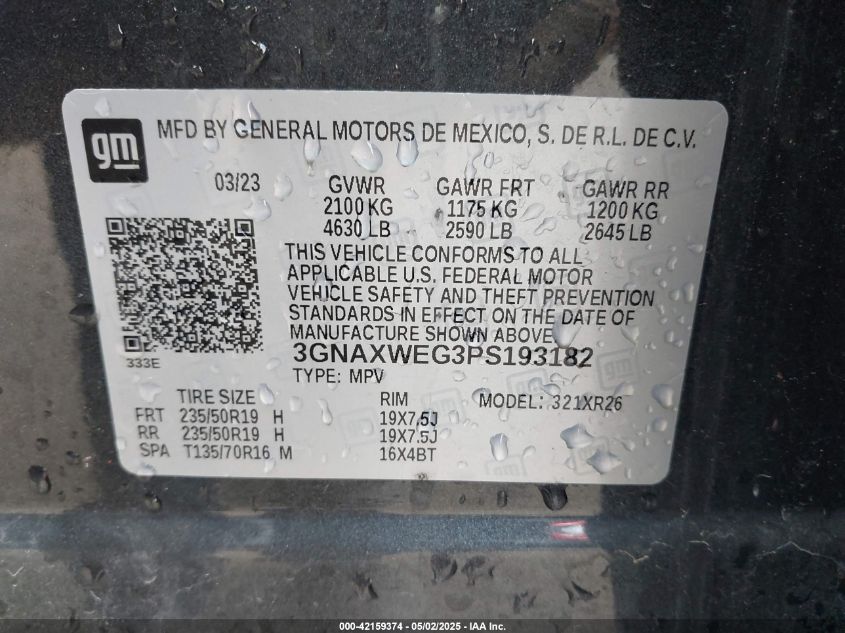 gm
MFD BY GENERAL MOTORS DE MEXICO, S. DE R.L. DE C.V.
03/23 GVWR GAWR FRT GAWR RR
2100 KG 1175 KG 1200 KG
4630 LB 2590 LB 2645 LB
THIS VEHICLE CONFORMS TO ALL
APPLICABLE U.S. FEDERAL MOTOR
VEHICLE SAFETY AND THEFT PREVENTION
STANDARDS IN EFFECT ON THE DATE OF
MANUFACTURE SHOWN ABOVE.
333E
3GNAXWEG3PS193182
TYPE: MPV
TIRE SIZE RIM MODEL: 321XR26
FRT 235/50R19 H 19X7.5J
RR 235/50R19 H 19X7.5J
SPA T135/70R16 M 16X4BT
000-42159374 - 05/02/2025 - IAA Inc.